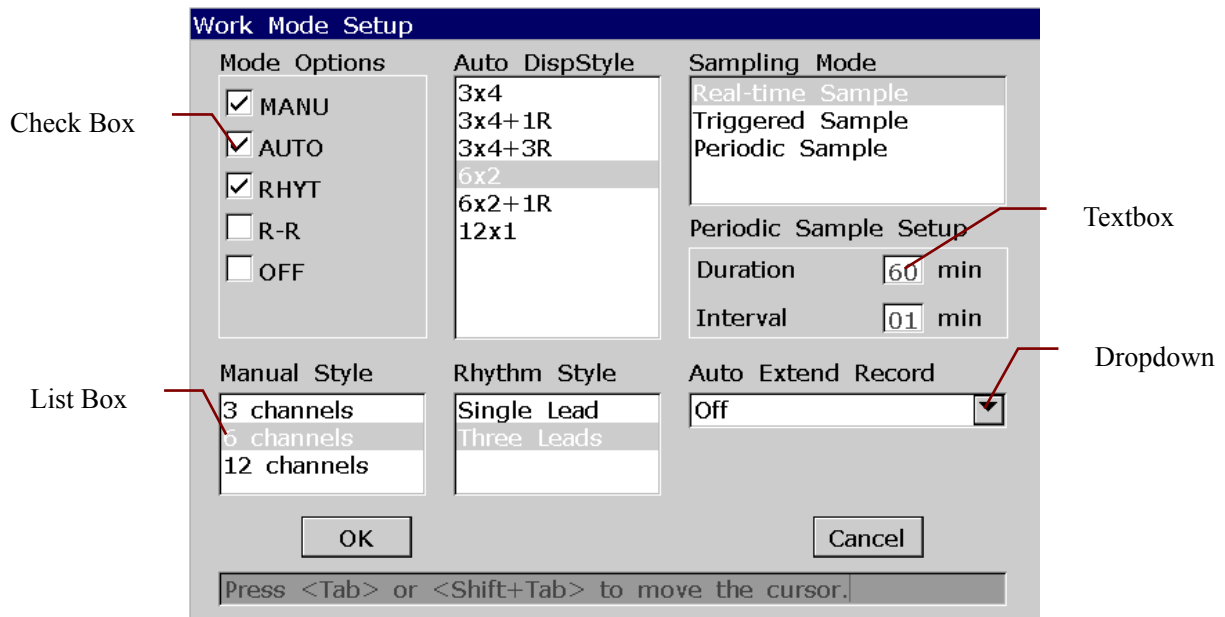 Work Mode Setup
Mode Options
MANU
AUTO
RHYT
R-R
OFF
Auto DispStyle
3x4
3x4+1R
3x4+3R
6x2
6x2+1R
12x1
Sampling Mode
Real-time Sample
Triggered Sample
Periodic Sample
Periodic Sample Setup
Duration 60 min
Interval 01 min
Manual Style
3 channels
6 channels
12 channels
Rhythm Style
Single Lead
Three Leads
Auto Extend Record
Off
OK
Cancel
Press <Tab> or <Shift+Tab> to move the cursor.
Check Box
List Box
Textbox
Dropdown